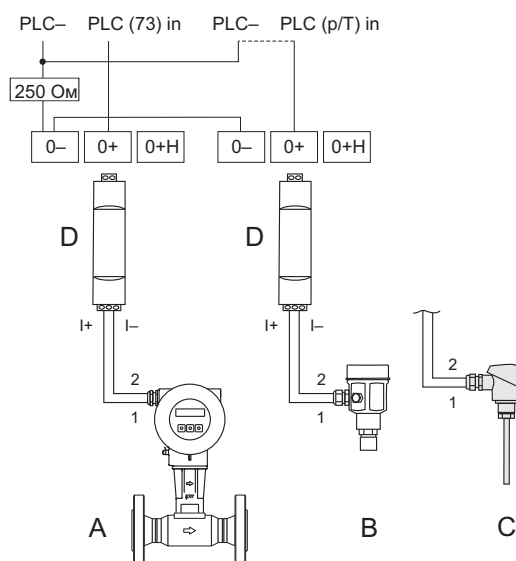 PLC– PLC (73) in PLC– PLC (p/T) in
250 Ом
0– 0+ 0+H 0– 0+ 0+H
D D
I+ I– I+ I–
2 2 2
1 1 1
A B C